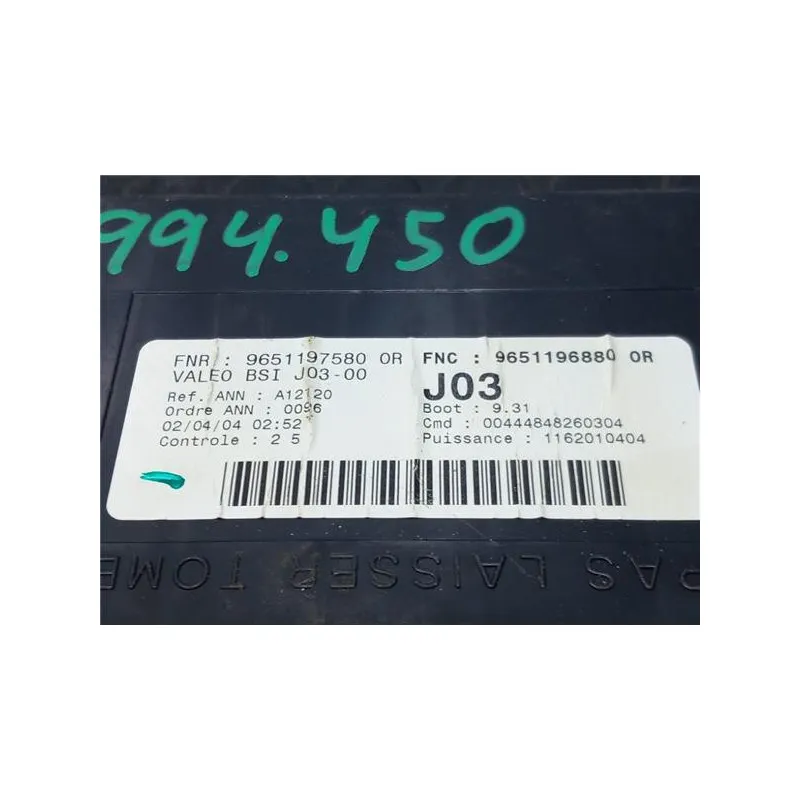 994.450
FNR : 9651197580 OR FNC : 9651196880 OR
VALEO BSI J03-00 J03
Ref. ANN : A12120 Boot : 9.31
Ordre ANN : 0096 Cmd : 00444848260304
02/04/04 02:52 Puissance : 1162010404
Controle : 2 5
PAS LAISSER TOMB